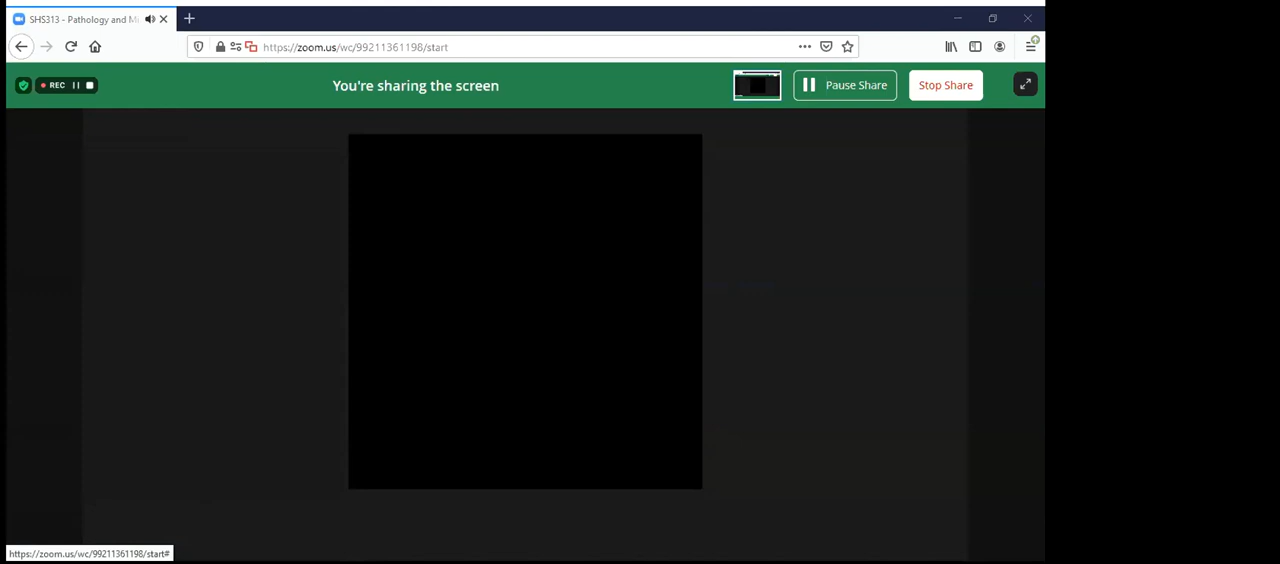 SHS313 - Pathology and Mi
https://zoom.us/wc/99211361198/start
REC
You're sharing the screen
Pause Share
Stop Share
https://zoom.us/wc/99211361198/start#